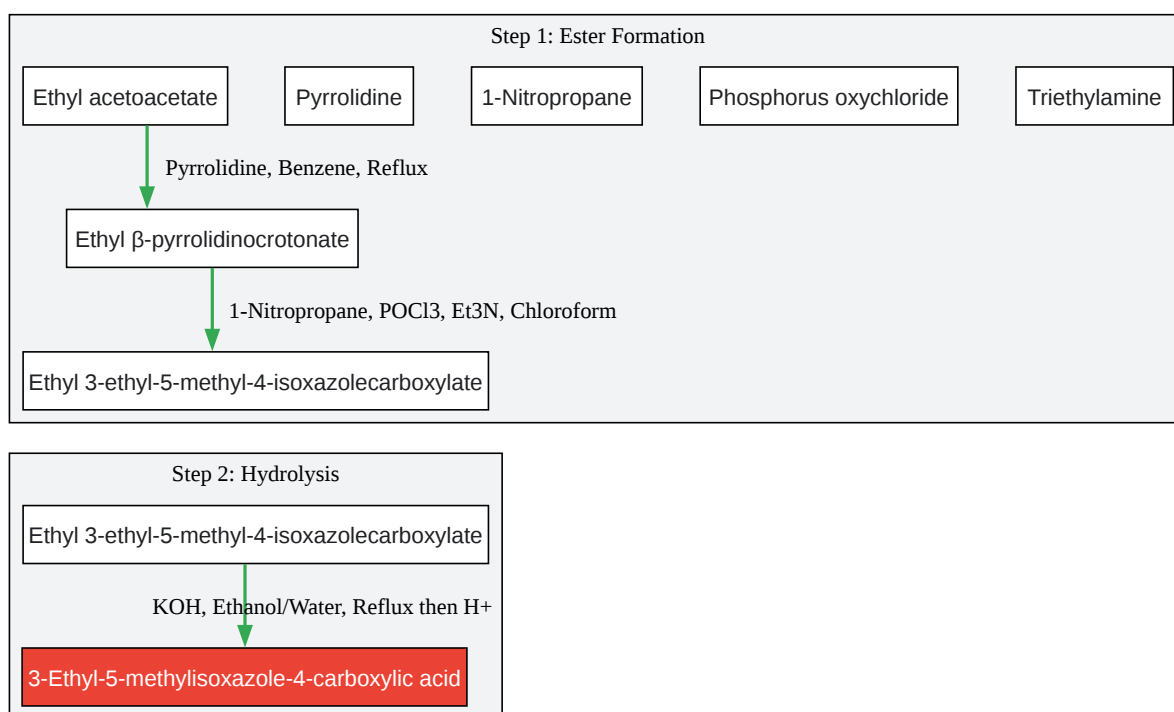 Step 1: Ester Formation
Ethyl acetoacetate
Pyrrolidine
1-Nitropropane
Phosphorus oxychloride
Triethylamine
Pyrrolidine, Benzene, Reflux
Ethyl β-pyrrolidinocrotonate
1-Nitropropane, POCl3, Et3N, Chloroform
Ethyl 3-ethyl-5-methyl-4-isoxazolecarboxylate
Step 2: Hydrolysis
Ethyl 3-ethyl-5-methyl-4-isoxazolecarboxylate
KOH, Ethanol/Water, Reflux then H+
3-Ethyl-5-methylisoxazole-4-carboxylic acid